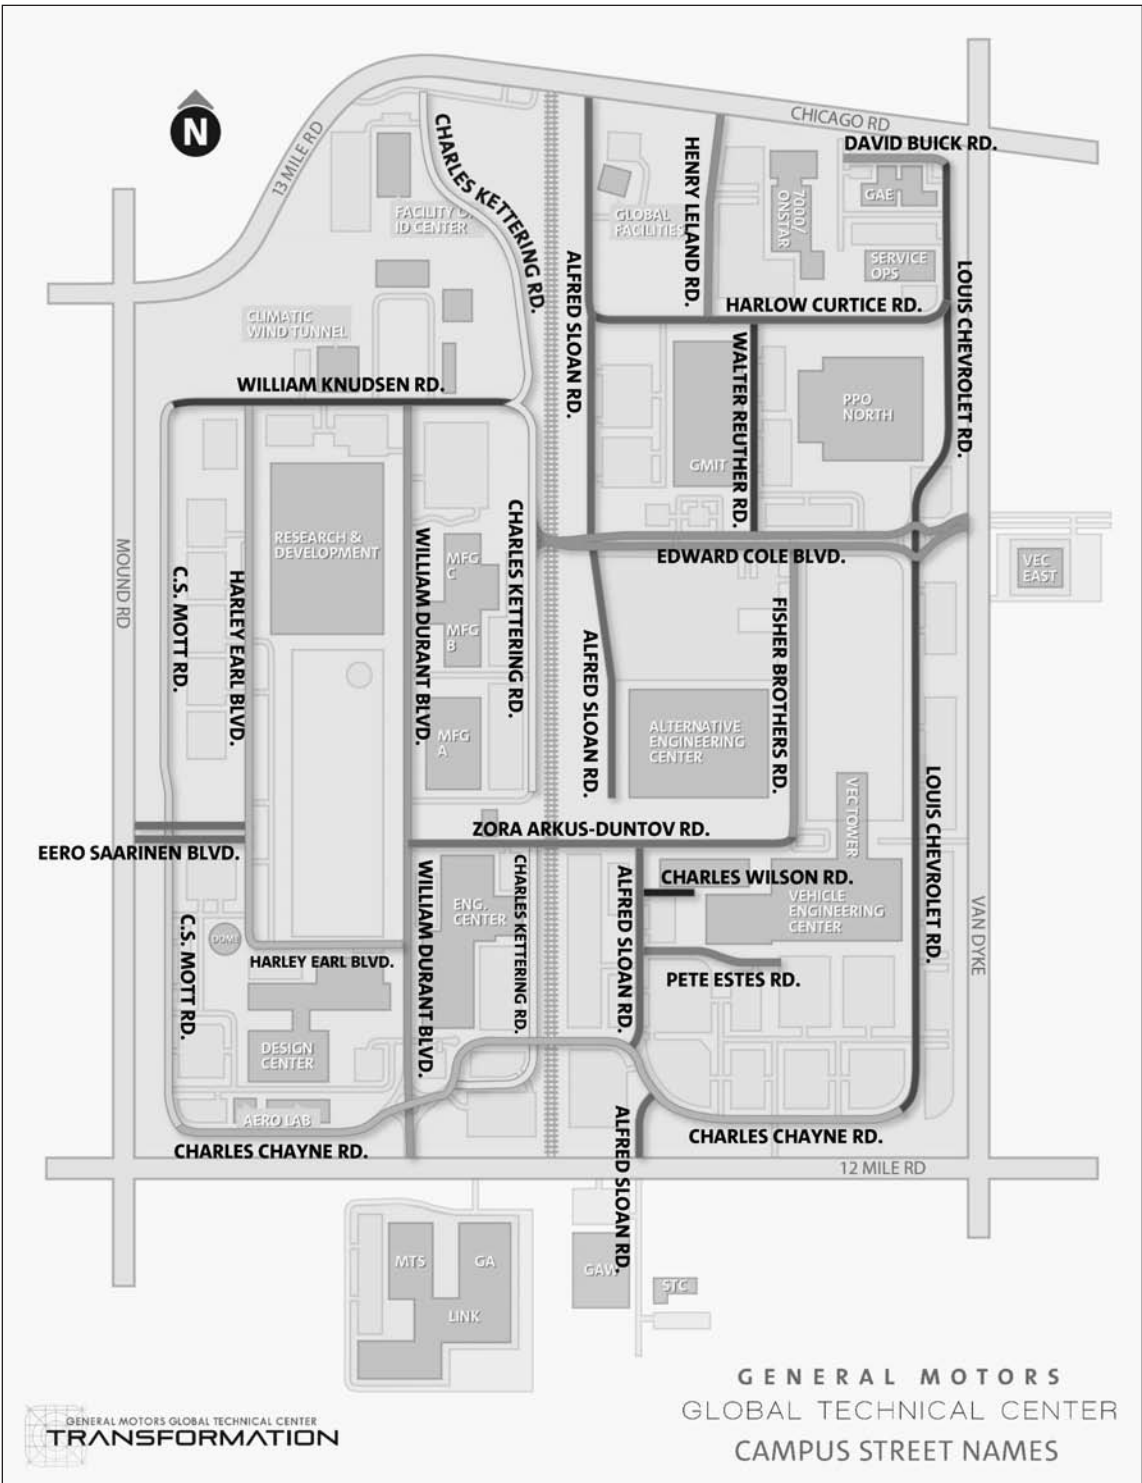 CHICAGO RD
DAVID BUICK RD.
N
13 MILE RD
CHARLES KETTERING RD.
HENRY LELAND RD.
7000/
ONSTAR
GAE
FACILITY
ID CENTER
GLOBAL
FACILITIES
ALFRED SLOAN RD.
SERVICE
OPS
LOUIS CHEVROLET RD.
HARLOW CURTICE RD.
CLIMATIC
WIND TUNNEL
WALTER REUTHER RD.
WILLIAM KNUDSEN RD.
PPO
NORTH
GMIT
CHARLES KETTERING RD.
RESEARCH &
DEVELOPMENT
WILLIAM DURANT BLVD.
MFG
C
EDWARD COLE BLVD.
VEC
EAST
MOUND RD
C.S. MOTT RD.
HARLEY EARL BLVD.
MFG
B
ALFRED SLOAN RD.
FISHER BROTHERS RD.
MFG
A
ALTERNATIVE
ENGINEERING
CENTER
VEC TOWER
LOUIS CHEVROLET RD.
ZORA ARKUS-DUNTOV RD.
EERO SAARINEN BLVD.
CHARLES KETTERING RD.
WILLIAM DURANT BLVD.
ALFRED SLOAN RD.
CHARLES WILSON RD.
VEHICLE
ENGINEERING
CENTER
ENG.
CENTER
VAN DYKE
C.S. MOTT RD.
DOME
HARLEY EARL BLVD.
PETE ESTES RD.
DESIGN
CENTER
AERO LAB
ALFRED SLOAN RD.
CHARLES CHAYNE RD.
CHARLES CHAYNE RD.
12 MILE RD
MTS
GA
GAW
STC
LINK
GENERAL MOTORS
GLOBAL TECHNICAL CENTER
CAMPUS STREET NAMES
GENERAL MOTORS GLOBAL TECHNICAL CENTER
TRANSFORMATION